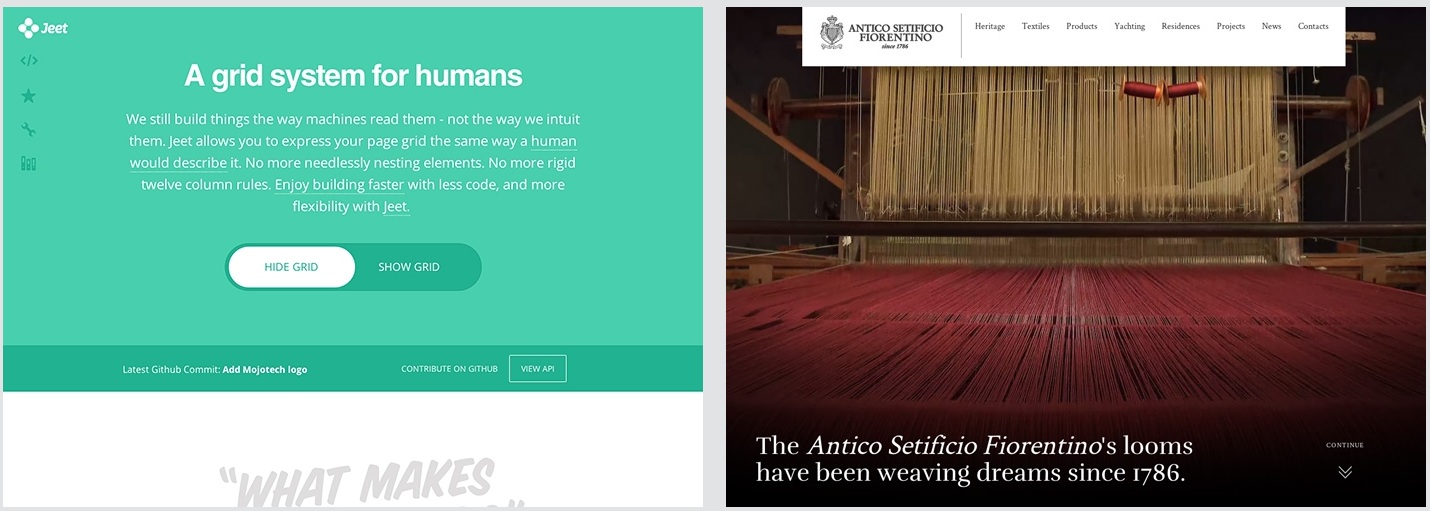 Jeet
A grid system for humans
We still build things the way machines read them - not the way we intuit
them. Jeet allows you to express your page grid the same way a human
would describe it. No more needlessly nesting elements. No more rigid
twelve column rules. Enjoy building faster with less code, and more
flexibility with Jeet.
HIDE GRID SHOW GRID
Latest Github Commit: Add Mojotech logo CONTRIBUTE ON GITHUB VIEW API
“WHAT MAKES
ANTICO SETIFICIO
FIORENTINO
since 1786
Heritage Textiles Products Yachting Residences Projects News Contacts
The Antico Setificio Fiorentino's looms
have been weaving dreams since 1786.
CONTINUE